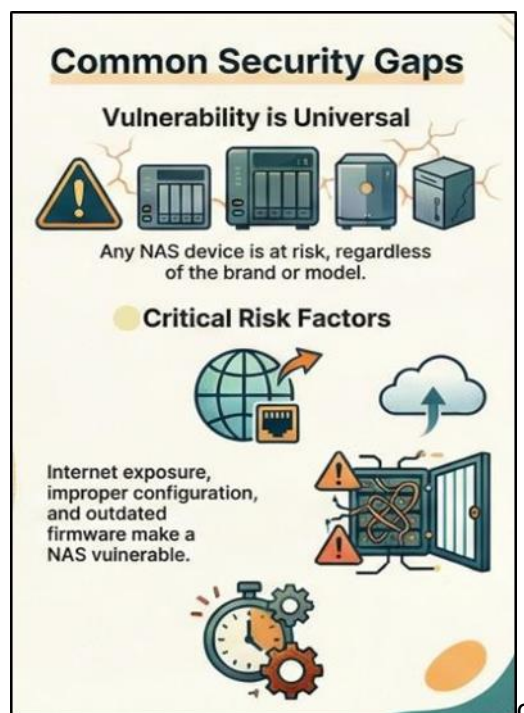 Common Security Gaps
Vulnerability is Universal
Any NAS device is at risk, regardless
of the brand or model.
Critical Risk Factors
Internet exposure,
improper configuration,
and outdated
firmware make a
NAS vuinerable.